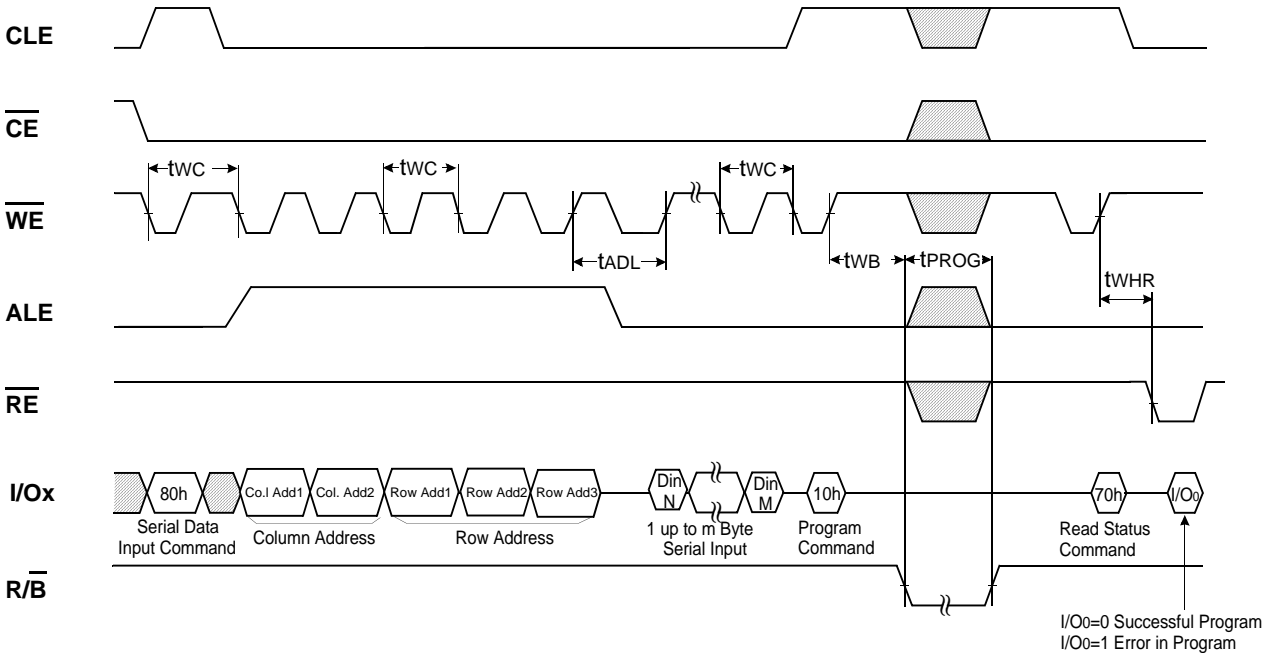 CLE
CE
tWC
tWC
tWC
WE
tADL
tWB
tPROG
tWHR
ALE
RE
I/Ox
80h
Co.l Add1
Col. Add2
Row Add1
Row Add2
Row Add3
Din
N
Din
M
10h
70h
I/O0
Serial Data
Input Command
Column Address
Row Address
1 up to m Byte
Serial Input
Program
Command
Read Status
Command
R/B
I/O0=0 Successful Program
I/O0=1 Error in Program